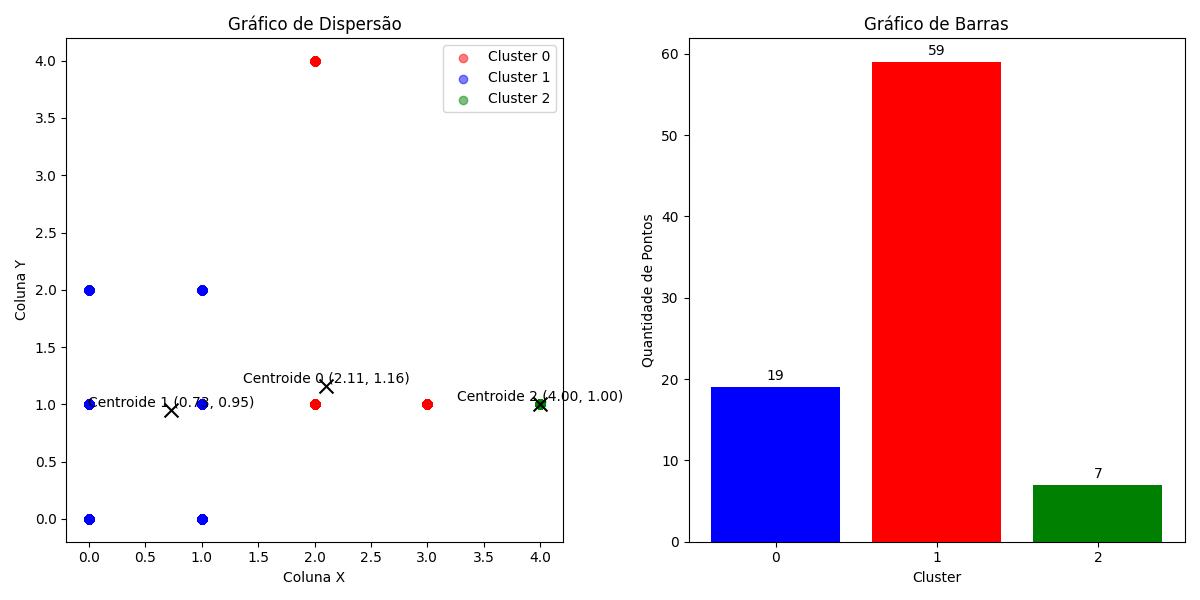 Gráfico de Dispersão
Coluna Y
4.0
3.5
3.0
2.5
2.0
1.5
1.0
0.5
0.0
Cluster 0
Cluster 1
Cluster 2
Centroide 0 (2.11, 1.16)
Centroide 1 (0.73, 0.95)
Centroide 2 (4.00, 1.00)
0.0 0.5 1.0 1.5 2.0 2.5 3.0 3.5 4.0
Coluna X
Gráfico de Barras
Quantidade de Pontos
60
50
40
30
20
10
0
19
59
7
0 1 2
Cluster